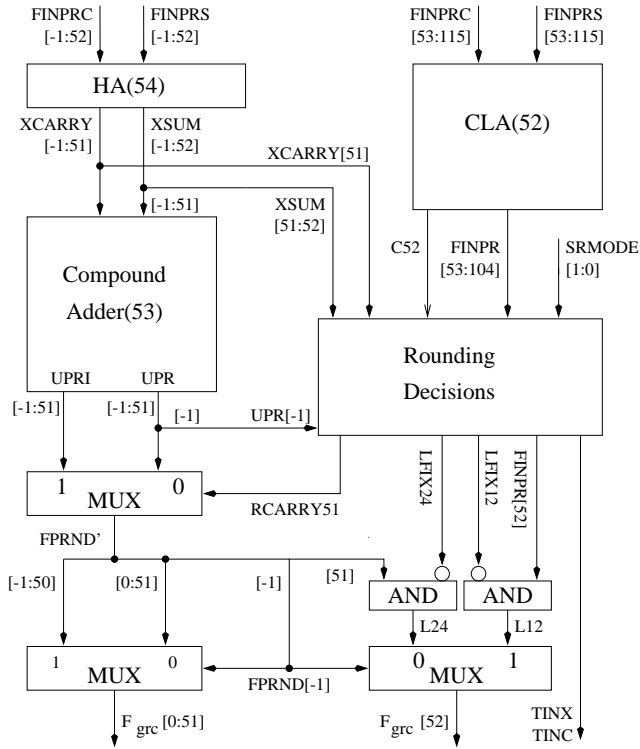 FINPRC FINPRS FINPRC FINPRS
[-1:52] [-1:52] [53:115] [53:115]
HA(54)
CLA(52)
XCARRY XSUM
[-1:51] [-1:52]
XCARRY[51]
[-1:51]
XSUM
[51:52]
C52
FINPR
[53:104]
SRMODE
[1:0]
Compound
Adder(53)
UPRI UPR
Rounding
Decisions
[-1:51] [-1:51]
[-1]
UPR[-1]
1 0
MUX
RCARRY51
LFIX24
LFIX12
FINPR[52]
FPRND'
[-1:50] [0:51] [-1] [51]
AND AND
L24 L12
1 0
MUX
FPRND[-1]
0 1
MUX
F grc [0:51]
F grc [52]
TINX
TINC